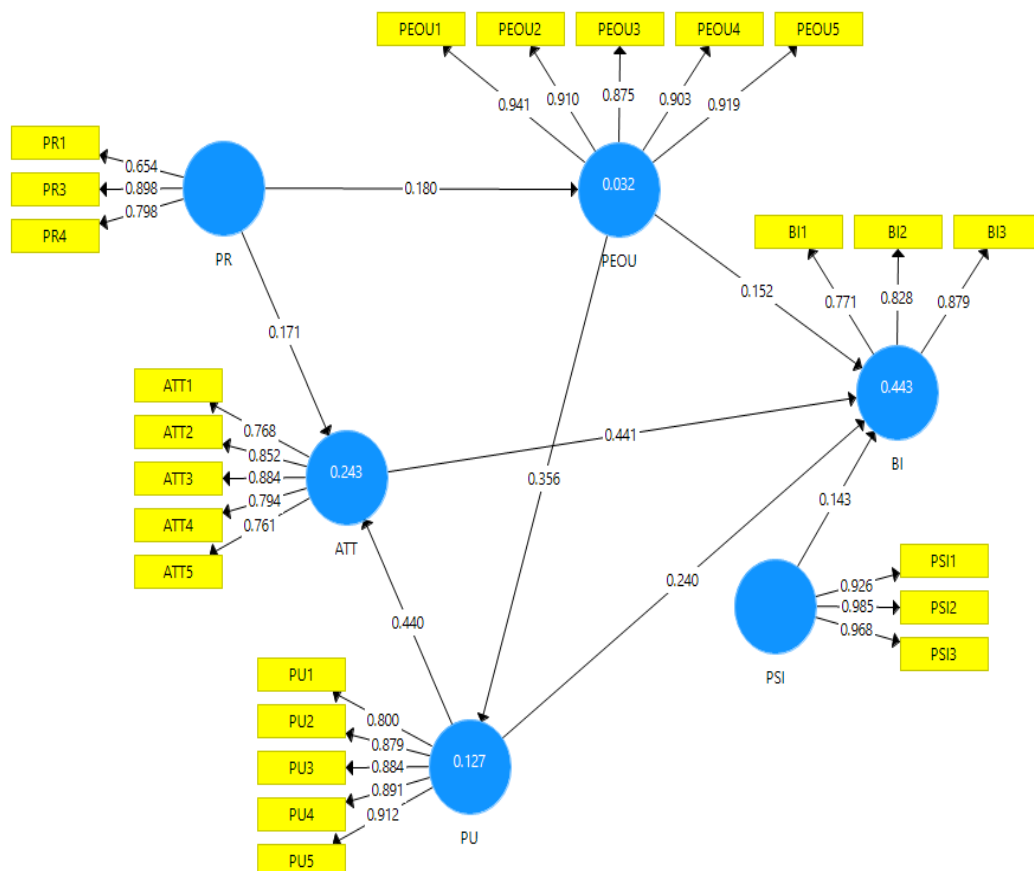 PEOU1 PEOU2 PEOU3 PEOU4 PEOU5
0.941 0.910 0.875 0.903 0.919
PR1
PR3
PR4
0.654
0.898
0.798
PR
0.180
0.032
PEOU
BI1 BI2 BI3
0.771 0.828 0.879
0.152
0.443
BI
0.171
ATT1
ATT2
ATT3
ATT4
ATT5
0.768
0.852
0.884
0.794
0.761
0.243
ATT
0.441
0.356
0.143
0.240
0.440
PSI1
PSI2
PSI3
0.926
0.985
0.968
PSI
PU1
PU2
PU3
PU4
PU5
0.800
0.879
0.884
0.891
0.912
0.127
PU